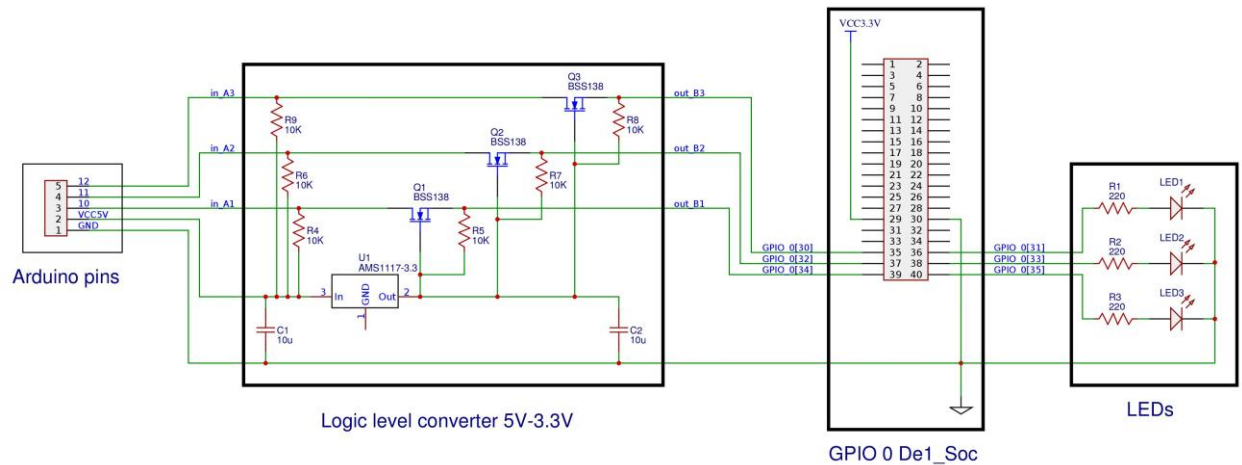 VCC3.3V
Q3
BSS138
in_A3
out_B3
R9
10K
R8
10K
Q2
BSS138
in_A2
out_B2
R6
10K
R7
10K
Q1
BSS138
in_A1
out_B1
R4
10K
R5
10K
U1
AMS1117-3.3
3 In
GND
Out 2
1
C1
10u
C2
10u
5 12
4 11
3 10
2 VCC5V
1 GND
Arduino pins
Logic level converter 5V-3.3V
1 2
3 4
5 6
7 8
9 10
11 12
13 14
15 16
17 18
19 20
21 22
23 24
25 26
27 28
29 30
31 32
33 34
35 36
37 38
39 40
GPIO_0[30]
GPIO_0[32]
GPIO_0[34]
GPIO_0[31]
GPIO_0[33]
GPIO_0[35]
GPIO 0 De1_Soc
R1
220
LED1
R2
220
LED2
R3
220
LED3
LEDs